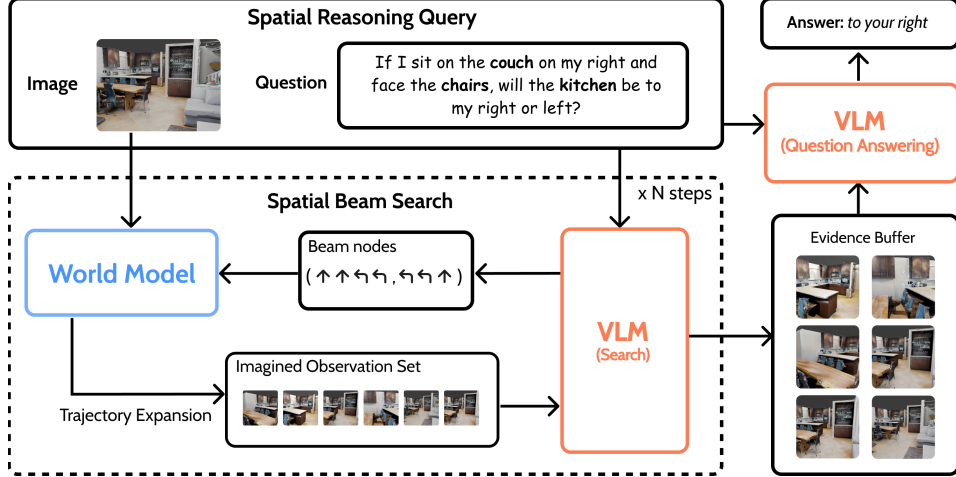 Spatial Reasoning Query
Image
Question
If I sit on the couch on my right and
face the chairs, will the kitchen be to
my right or left?
Answer: to your right
VLM
(Question Answering)
Spatial Beam Search
x N steps
World Model
Beam nodes
( ↑ ↑ ↰ ↰ , ↰ ↰ ↑ )
VLM
(Search)
Imagined Observation Set
Trajectory Expansion
Evidence Buffer